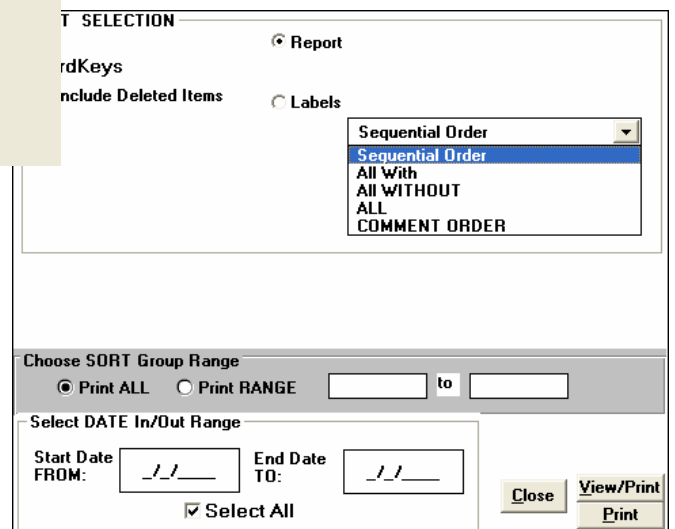 T SELECTION
Report
rdKeys
nclude Deleted Items
Labels
Sequential Order
Sequential Order
All With
All WITHOUT
ALL
COMMENT ORDER
Choose SORT Group Range
Print ALL Print RANGE to
Select DATE In/Out Range
Start Date FROM: _/_/____ End Date TO: _/_/____
Select All
Close
View/Print
Print